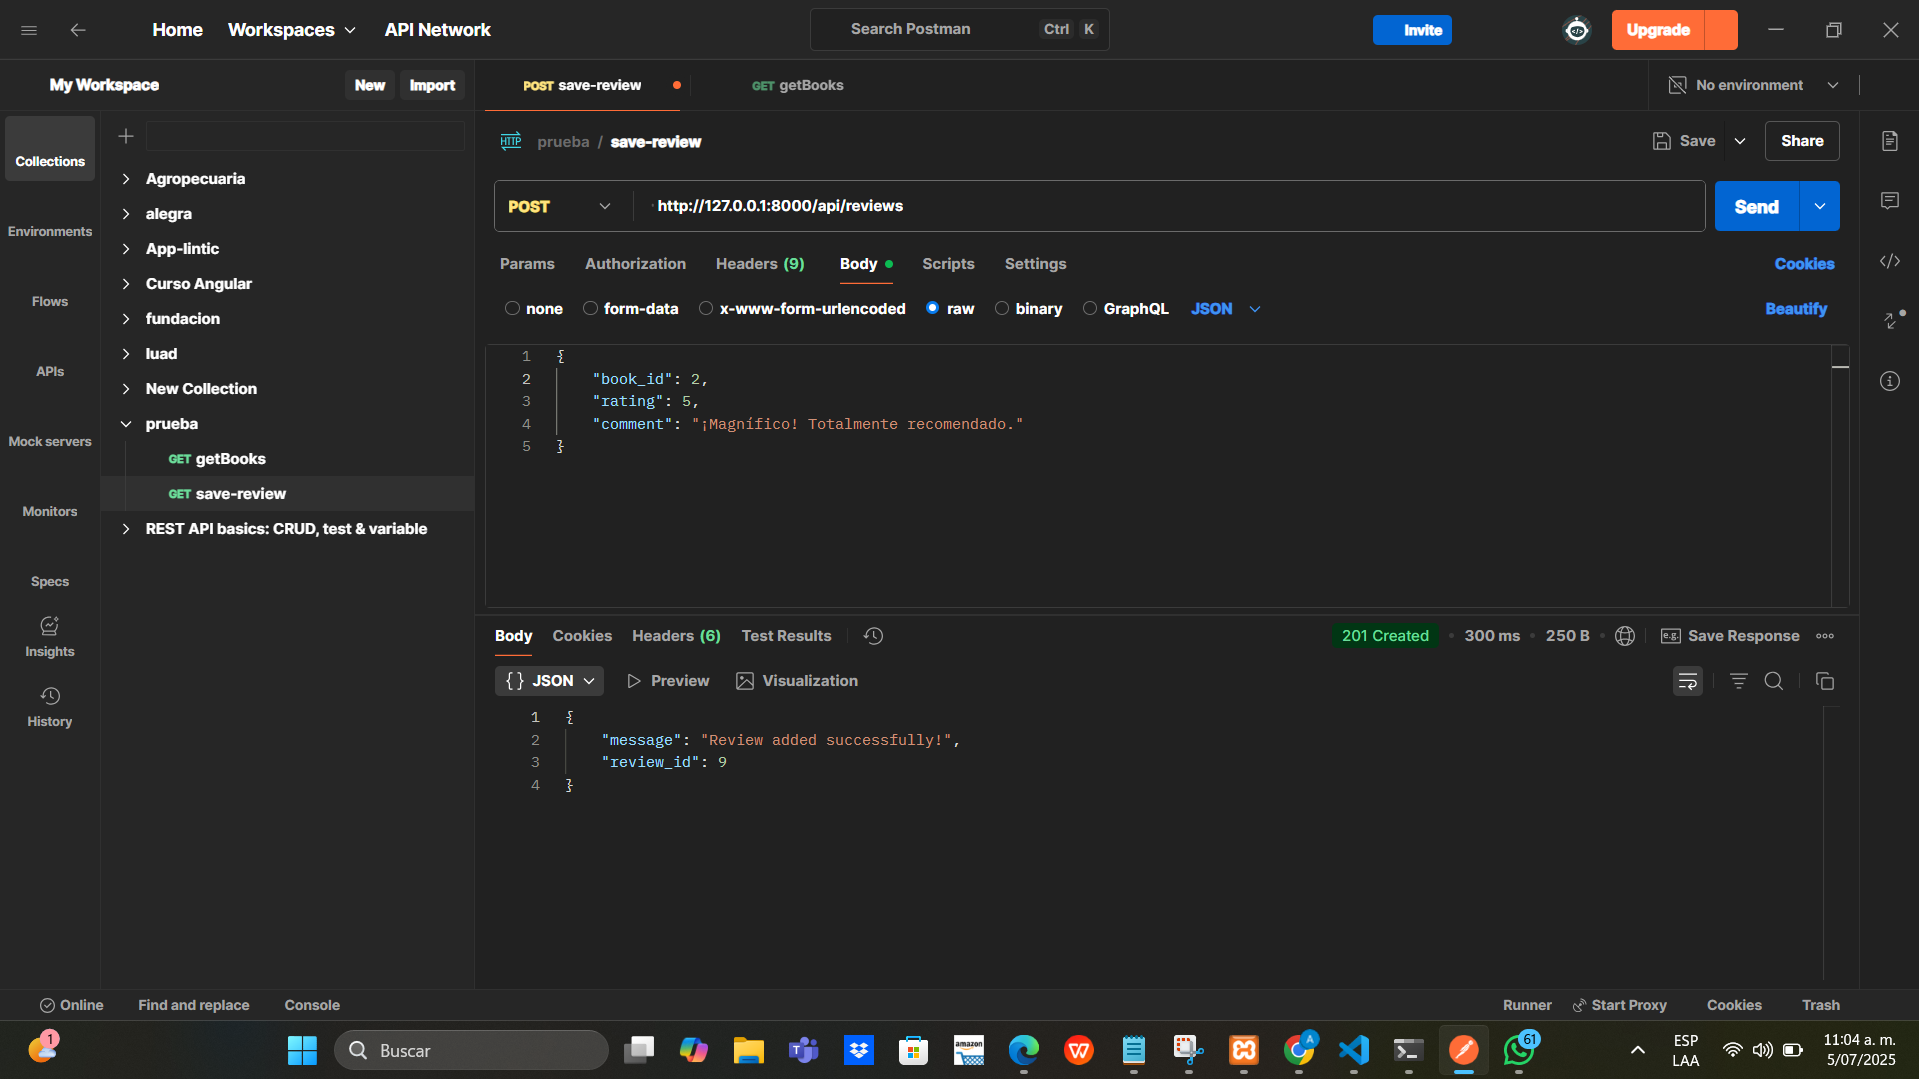 Home Workspaces API Network Search Postman Ctrl K Invite Upgrade
My Workspace New Import POST save-review GET getBooks No environment
HTTP prueba / save-review Save Share
Collections
Environments
Flows
APIs
Mock servers
Monitors
Specs
Insights
History
Agropecuaria
alegra
App-lintic
Curso Angular
fundacion
luad
New Collection
prueba
GET getBooks
GET save-review
REST API basics: CRUD, test & variable
POST http://127.0.0.1:8000/api/reviews Send
Params Authorization Headers (9) Body Scripts Settings Cookies
none form-data x-www-form-urlencoded raw binary GraphQL JSON Beautify
1 {
2 "book_id": 2,
3 "rating": 5,
4 "comment": "¡Magnífico! Totalmente recomendado."
5 }
Body Cookies Headers (6) Test Results 201 Created 300 ms 250 B e.g. Save Response
{} JSON Preview Visualization
1 {
2 "message": "Review added successfully!",
3 "review_id": 9
4 }
Online Find and replace Console Runner Start Proxy Cookies Trash
1 Buscar amazon A 61 ESP 11:04 a. m.
LAA 5/07/2025